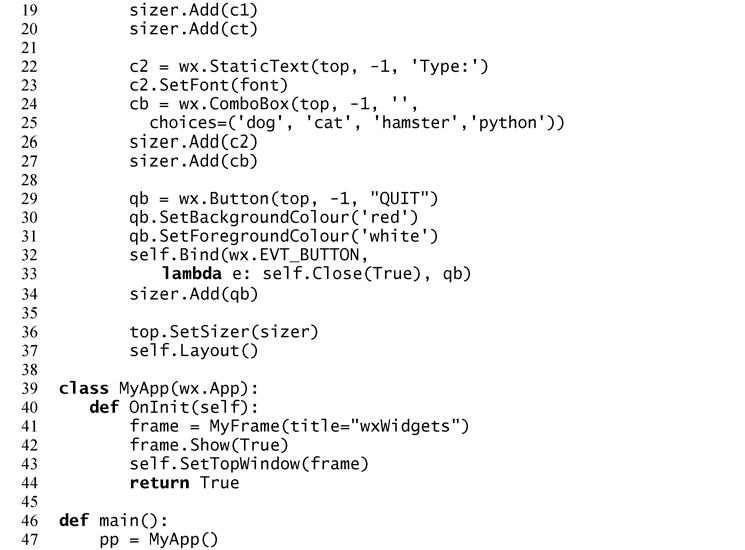 19 sizer.Add(c1)
20 sizer.Add(ct)
21
22 c2 = wx.StaticText(top, -1, 'Type:')
23 c2.SetFont(font)
24 cb = wx.ComboBox(top, -1, '',
25 choices=('dog', 'cat', 'hamster','python'))
26 sizer.Add(c2)
27 sizer.Add(cb)
28
29 qb = wx.Button(top, -1, "QUIT")
30 qb.SetBackgroundColour('red')
31 qb.SetForegroundColour('white')
32 self.Bind(wx.EVT_BUTTON,
33 lambda e: self.Close(True), qb)
34 sizer.Add(qb)
35
36 top.SetSizer(sizer)
37 self.Layout()
38
39 class MyApp(wx.App):
40 def OnInit(self):
41 frame = MyFrame(title="wxWidgets")
42 frame.Show(True)
43 self.SetTopWindow(frame)
44 return True
45
46 def main():
47 pp = MyApp()